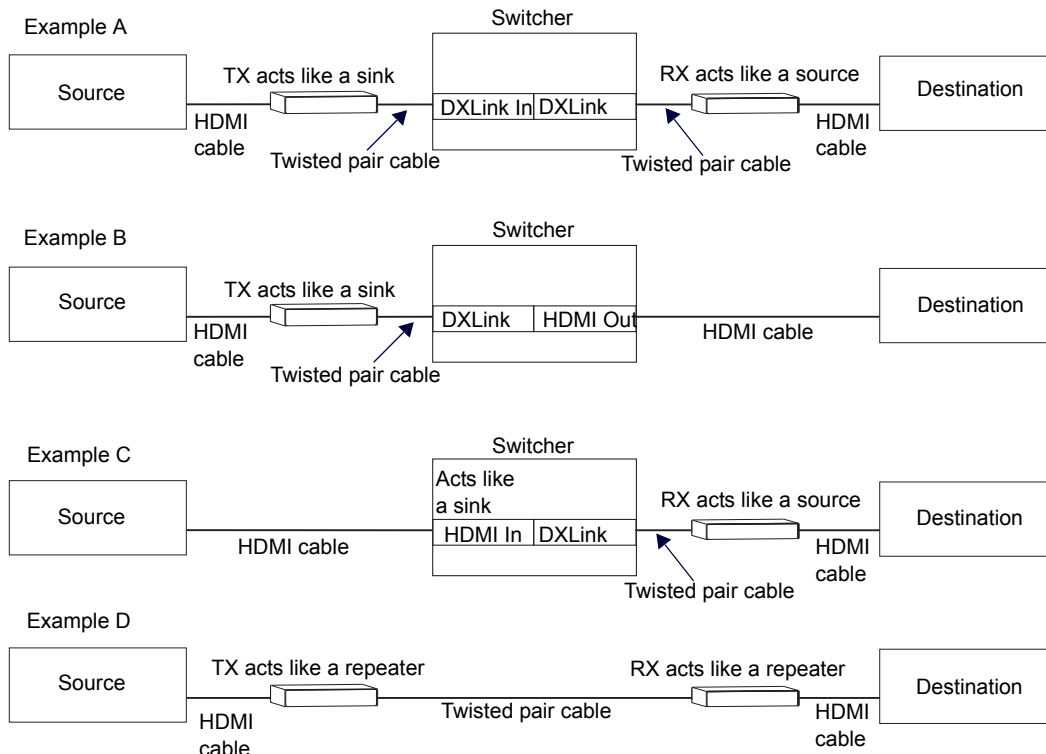 Example A
Switcher
Source
TX acts like a sink
RX acts like a source
Destination
DXLink In
DXLink
HDMI
cable
Twisted pair cable
Twisted pair cable
HDMI
cable
Example B
Switcher
Source
TX acts like a sink
Destination
DXLink
HDMI Out
HDMI
cable
Twisted pair cable
HDMI cable
Example C
Switcher
Source
Acts like
a sink
RX acts like a source
Destination
HDMI In
DXLink
HDMI cable
Twisted pair cable
HDMI
cable
Example D
Source
TX acts like a repeater
RX acts like a repeater
Destination
HDMI
cable
Twisted pair cable
HDMI
cable